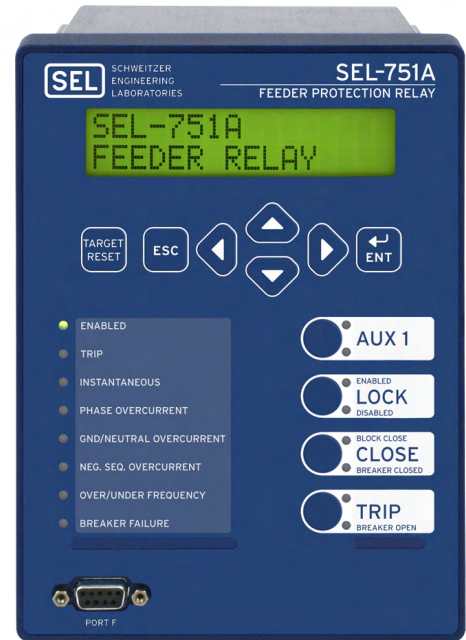 SEL
SCHWEITZER
ENGINEERING
LABORATORIES
SEL-751A
FEEDER PROTECTION RELAY
SEL-751A
FEEDER RELAY
TARGET
RESET
ESC
ENT
ENABLED
TRIP
INSTANTANEOUS
PHASE OVERCURRENT
GND/NEUTRAL OVERCURRENT
NEG. SEQ. OVERCURRENT
OVER/UNDER FREQUENCY
BREAKER FAILURE
AUX 1
ENABLED
LOCK
DISABLED
BLOCK CLOSE
CLOSE
BREAKER CLOSED
TRIP
BREAKER OPEN
PORT F